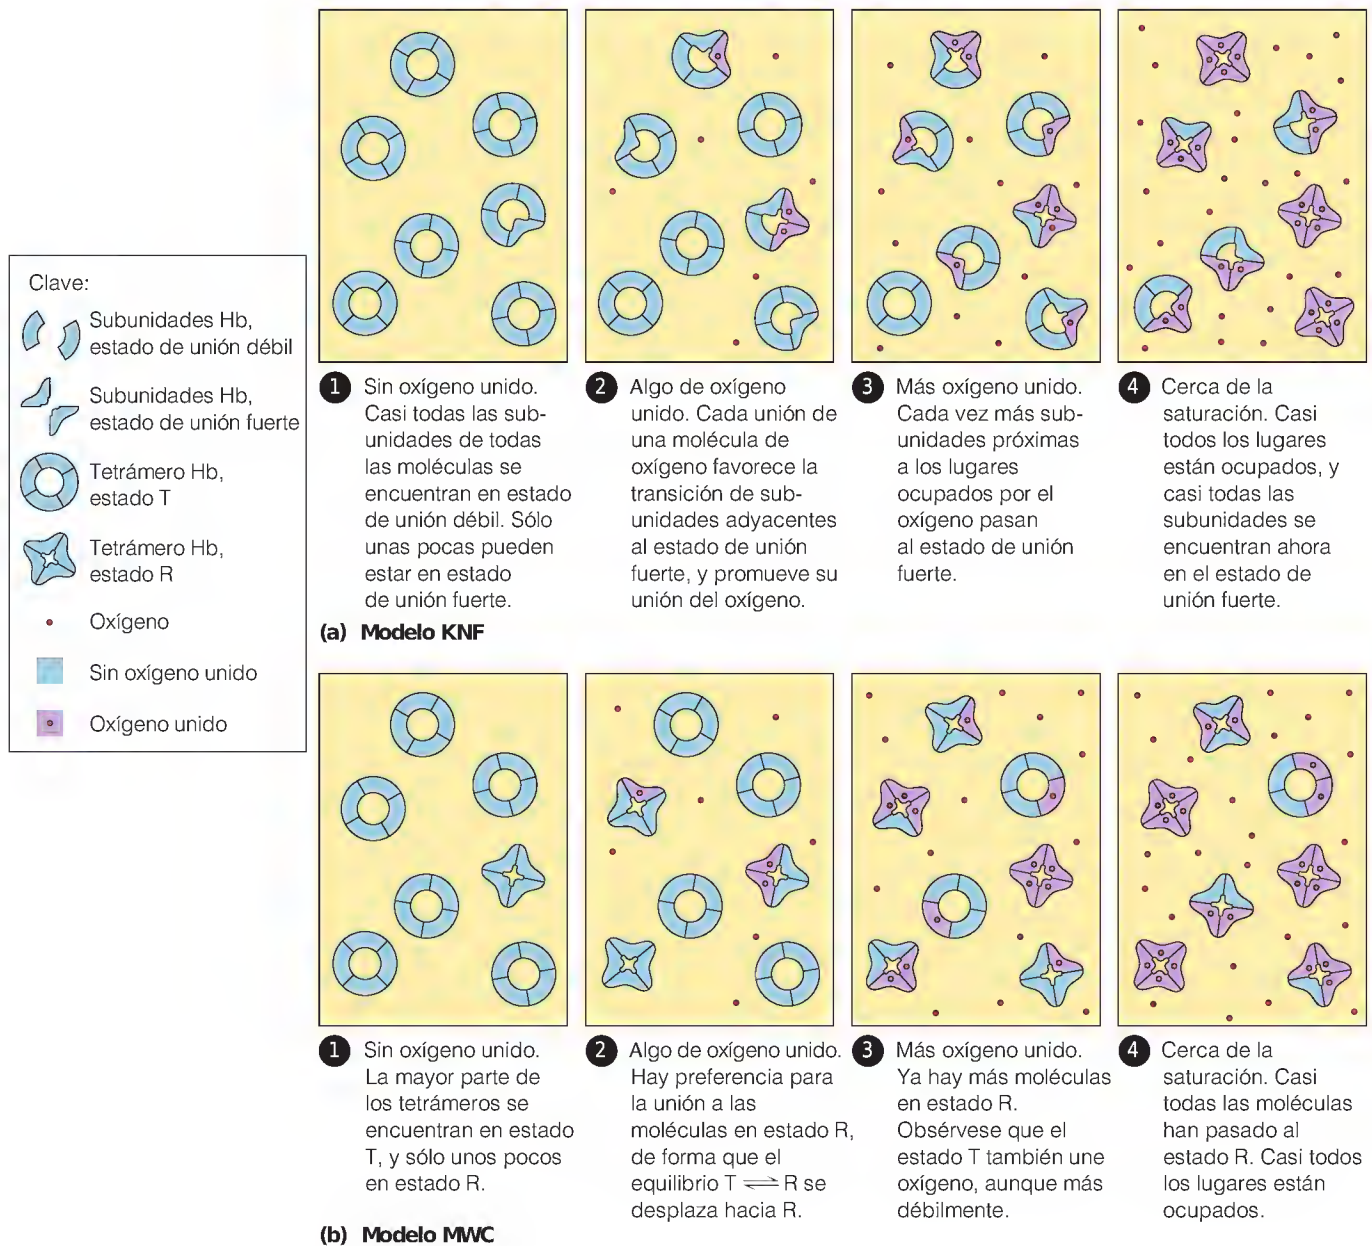 Clave:
Subunidades Hb,
estado de unión débil
Subunidades Hb,
estado de unión fuerte
Tetrámero Hb,
estado T
Tetrámero Hb,
estado R
Oxígeno
Sin oxígeno unido
Oxígeno unido
1 Sin oxígeno unido.
Casi todas las sub-
unidades de todas
las moléculas se
encuentran en estado
de unión débil. Sólo
unas pocas pueden
estar en estado
de unión fuerte.
2 Algo de oxígeno
unido. Cada unión de
una molécula de
oxígeno favorece la
transición de sub-
unidades adyacentes
al estado de unión
fuerte, y promueve su
unión del oxígeno.
3 Más oxígeno unido.
Cada vez más sub-
unidades próximas
a los lugares
ocupados por el
oxígeno pasan
al estado de unión
fuerte.
4 Cerca de la
saturación. Casi
todos los lugares
están ocupados, y
casi todas las
subunidades se
encuentran ahora
en el estado de
unión fuerte.
(a) Modelo KNF
1 Sin oxígeno unido.
La mayor parte de
los tetrámeros se
encuentran en estado
T, y sólo unos pocos
en estado R.
2 Algo de oxígeno unido.
Hay preferencia para
la unión a las
moléculas en estado R,
de forma que el
equilibrio T ⇌ R se
desplaza hacia R.
3 Más oxígeno unido.
Ya hay más moléculas
en estado R.
Obsérvese que el
estado T también une
oxígeno, aunque más
débilmente.
4 Cerca de la
saturación. Casi
todas las moléculas
han pasado al
estado R. Casi todos
los lugares están
ocupados.
(b) Modelo MWC